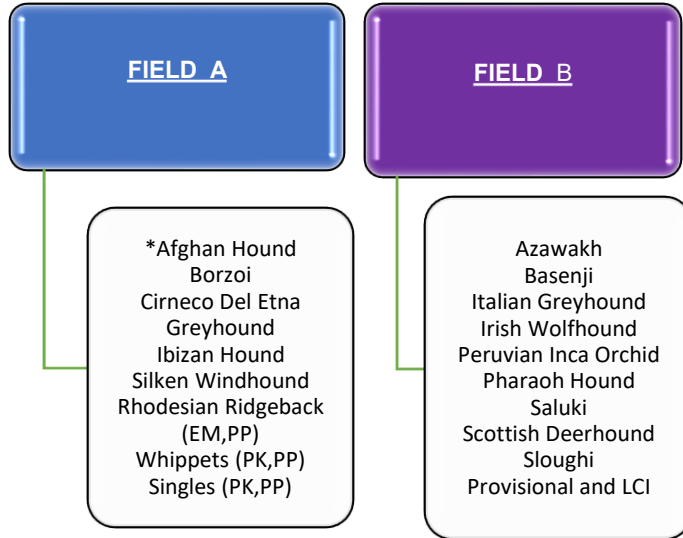 FIELD A
*Afghan Hound
Borzoi
Cirneco Del Etna
Greyhound
Ibizan Hound
Silken Windhound
Rhodesian Ridgeback
(EM,PP)
Whippets (PK,PP)
Singles (PK,PP)
FIELD B
Azawakh
Basenji
Italian Greyhound
Irish Wolfhound
Peruvian Inca Orchid
Pharaoh Hound
Saluki
Scottish Deerhound
Sloughi
Provisional and LCI